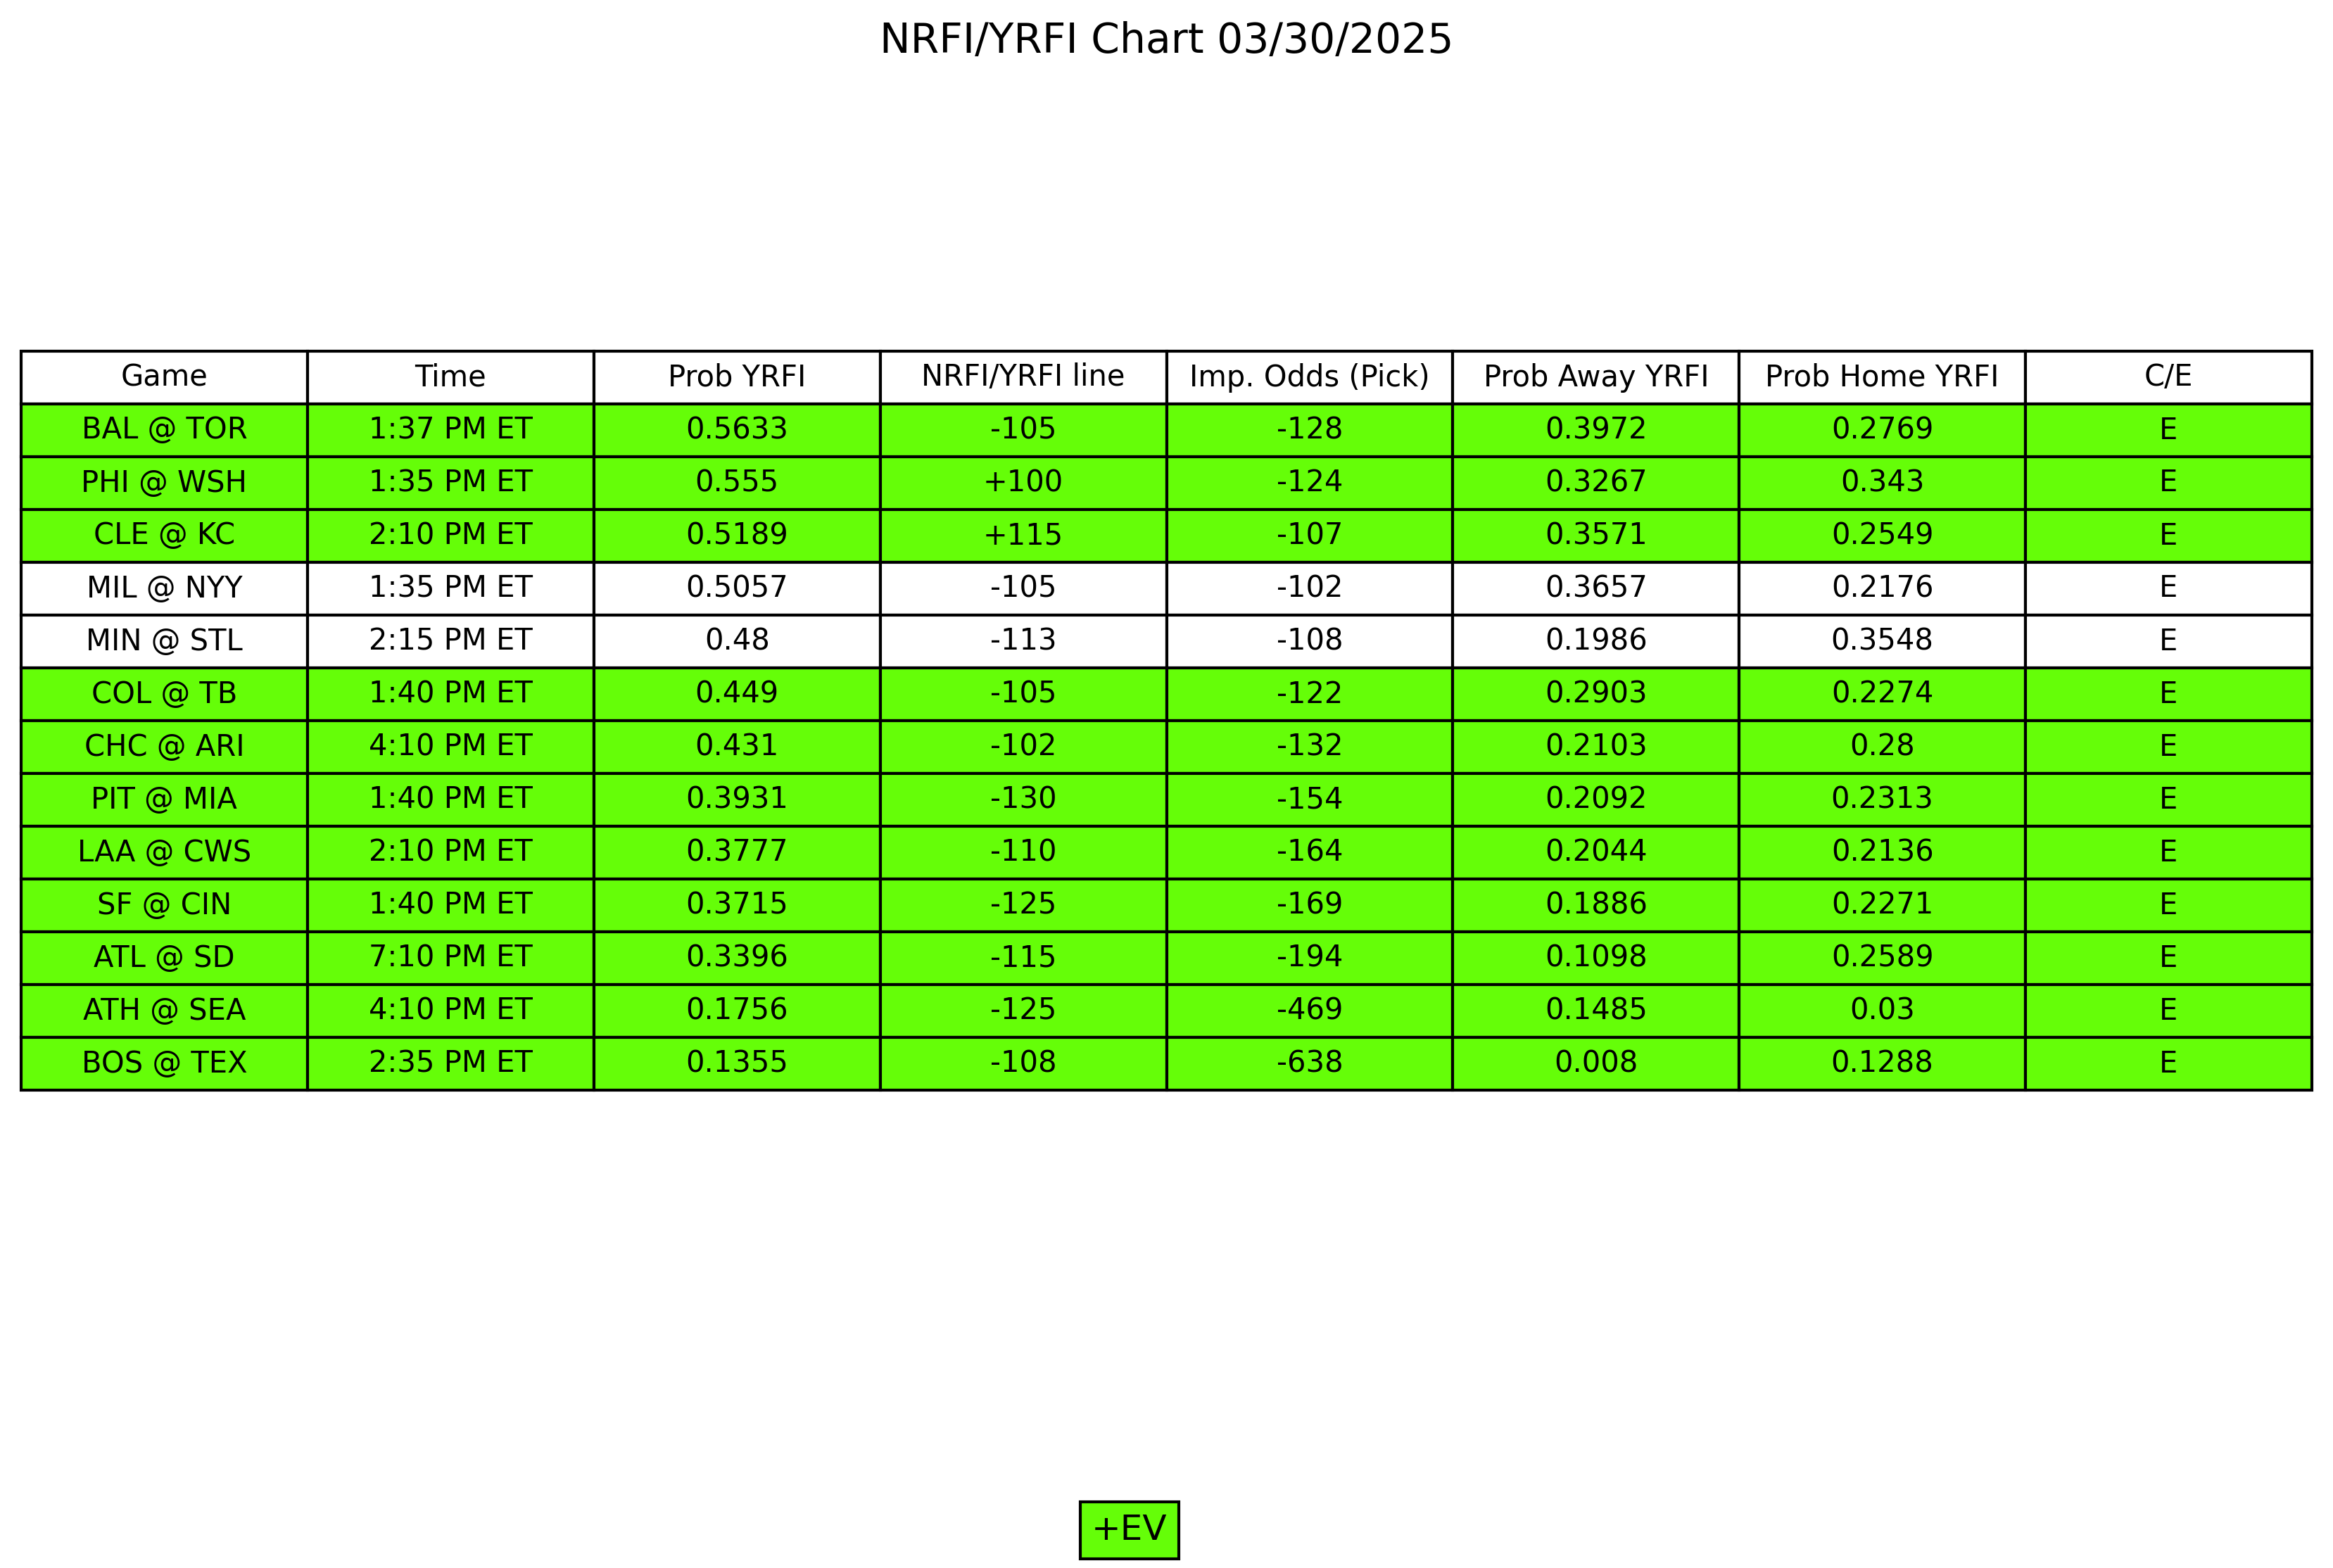 NRFI/YRFI Chart 03/30/2025
Game Time Prob YRFI NRFI/YRFI line Imp. Odds (Pick) Prob Away YRFI Prob Home YRFI C/E
BAL @ TOR 1:37 PM ET 0.5633 -105 -128 0.3972 0.2769 E
PHI @ WSH 1:35 PM ET 0.555 +100 -124 0.3267 0.343 E
CLE @ KC 2:10 PM ET 0.5189 +115 -107 0.3571 0.2549 E
MIL @ NYY 1:35 PM ET 0.5057 -105 -102 0.3657 0.2176 E
MIN @ STL 2:15 PM ET 0.48 -113 -108 0.1986 0.3548 E
COL @ TB 1:40 PM ET 0.449 -105 -122 0.2903 0.2274 E
CHC @ ARI 4:10 PM ET 0.431 -102 -132 0.2103 0.28 E
PIT @ MIA 1:40 PM ET 0.3931 -130 -154 0.2092 0.2313 E
LAA @ CWS 2:10 PM ET 0.3777 -110 -164 0.2044 0.2136 E
SF @ CIN 1:40 PM ET 0.3715 -125 -169 0.1886 0.2271 E
ATL @ SD 7:10 PM ET 0.3396 -115 -194 0.1098 0.2589 E
ATH @ SEA 4:10 PM ET 0.1756 -125 -469 0.1485 0.03 E
BOS @ TEX 2:35 PM ET 0.1355 -108 -638 0.008 0.1288 E
+EV